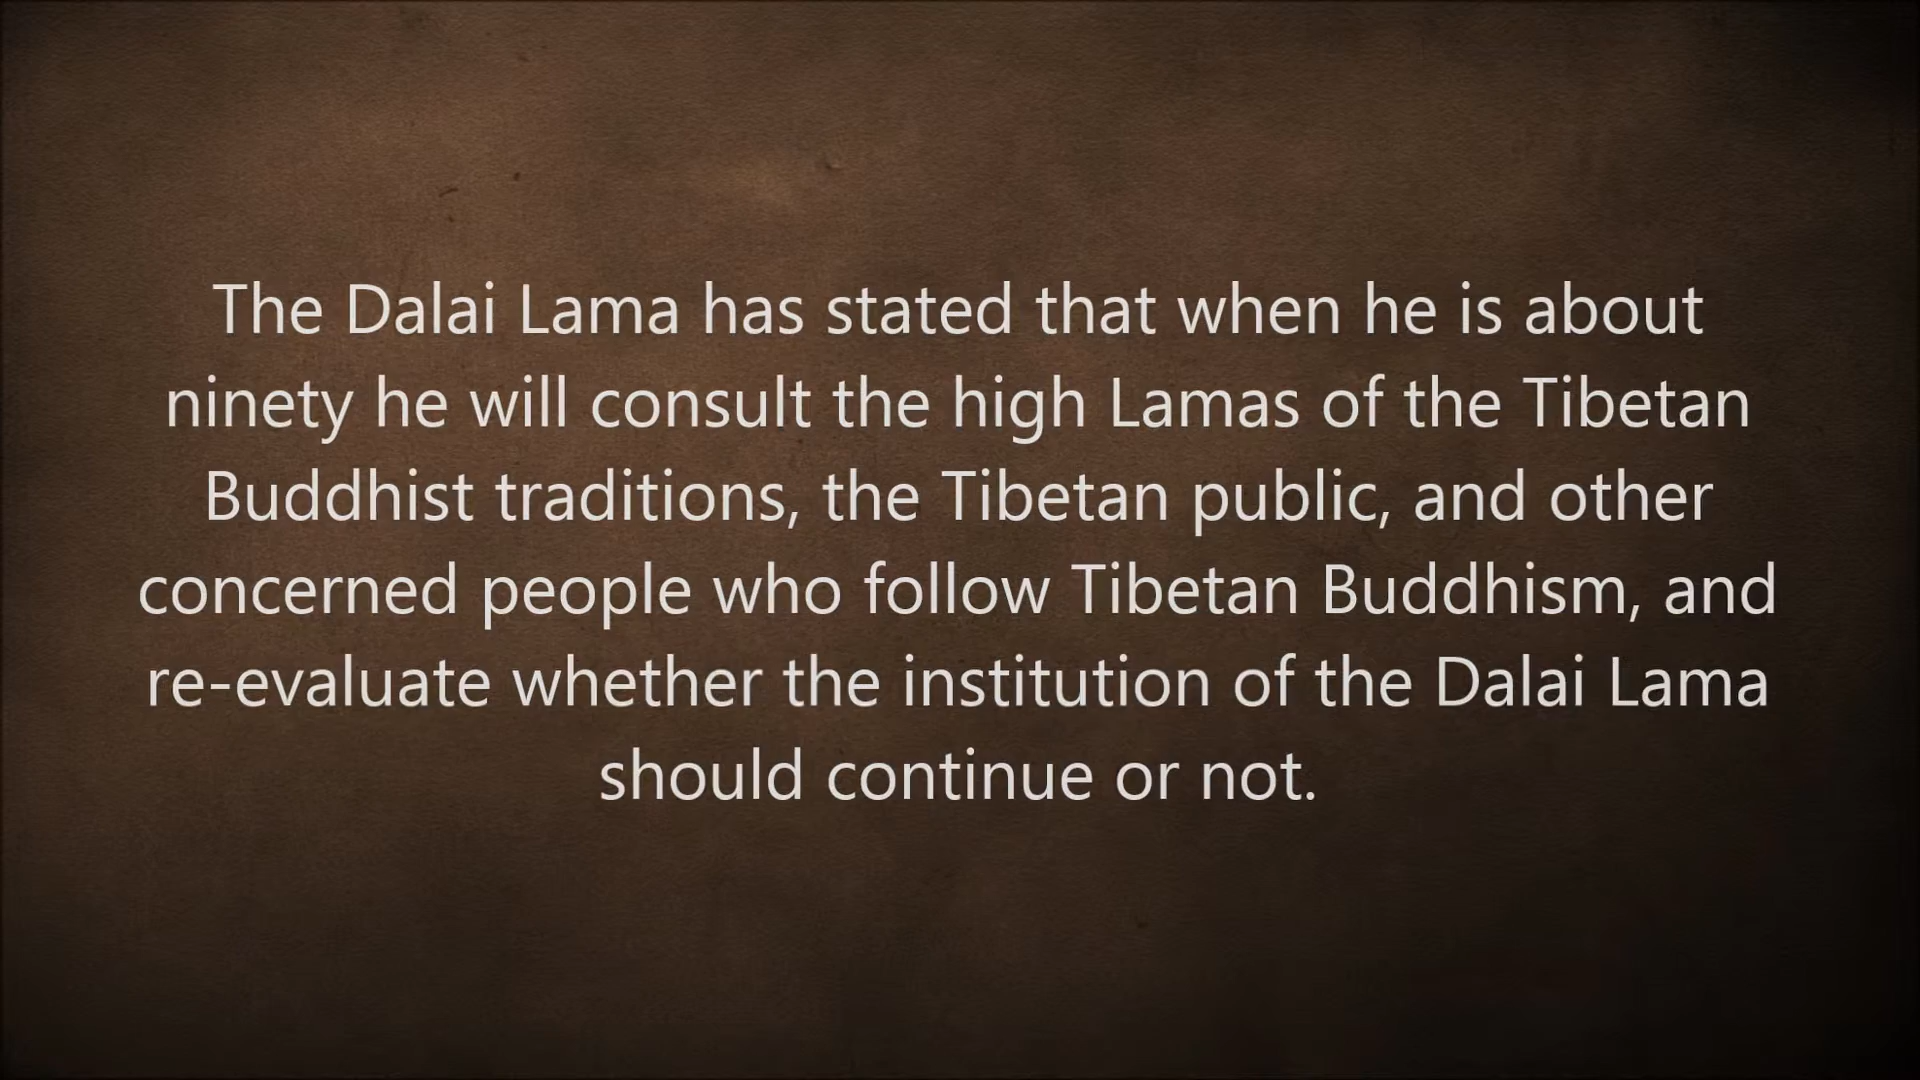 The Dalai Lama has stated that when he is about
ninety he will consult the high Lamas of the Tibetan
Buddhist traditions, the Tibetan public, and other
concerned people who follow Tibetan Buddhism, and
re-evaluate whether the institution of the Dalai Lama
should continue or not.